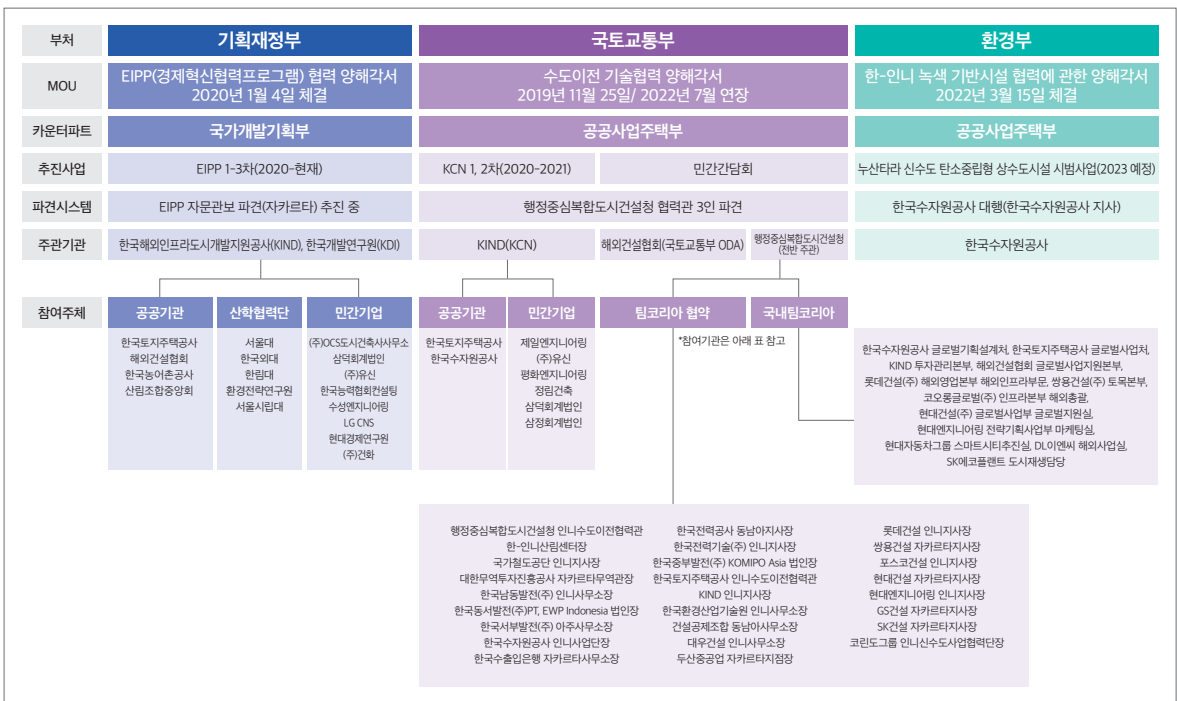 부처
기획재정부
국토교통부
환경부
MOU
EIPP(경제혁신협력프로그램) 협력 양해각서
2020년 1월 4일 체결
수도이전 기술협력 양해각서
2019년 11월 25일/ 2022년 7월 연장
한-인니 녹색 기반시설 협력에 관한 양해각서
2022년 3월 15일 체결
카운터파트
국가개발기획부
공공사업주택부
공공사업주택부
추진사업
EIPP 1-3차(2020-현재)
KCN 1, 2차(2020-2021)
민간간담회
누산타라 신수도 탄소중립형 상수도시설 시범사업(2023 예정)
파견시스템
EIPP 자문관보 파견(자카르타) 추진 중
행정중심복합도시건설청 협력관 3인 파견
한국수자원공사 대행(한국수자원공사 지사)
주관기관
한국해외인프라도시개발지원공사(KIND), 한국개발연구원(KDI)
KIND(KCN)
해외건설협회(국토교통부 ODA)
행정중심복합도시건설청
(전반 주관)
한국수자원공사
참여주체
공공기관
한국토지주택공사
해외건설협회
한국농어촌공사
산림조합중앙회
산학협력단
서울대
한국외대
한림대
환경전략연구원
서울시립대
민간기업
(주)OCS도시건축사사무소
삼덕회계법인
(주)유신
한국능력협회컨설팅
수성엔지니어링
LG CNS
현대경제연구원
(주)건화
공공기관
한국토지주택공사
한국수자원공사
민간기업
제일엔지니어링
(주)유신
평화엔지니어링
정림건축
삼덕회계법인
삼정회계법인
팀코리아 협약
국내팀코리아
*참여기관은 아래 표 참고
한국수자원공사 글로벌기획설계처, 한국토지주택공사 글로벌사업처,
KIND 투자관리본부, 해외건설협회 글로벌사업지원본부,
롯데건설(주) 해외영업본부 해외인프라부문, 쌍용건설(주) 토목본부,
코오롱글로벌(주) 인프라본부 해외총괄,
현대건설(주) 글로벌사업부 글로벌지원실,
현대엔지니어링 전략기획사업부 마케팅실,
현대자동차그룹 스마트시티추진실, DL이앤씨 해외사업실,
SK에코플랜트 도시재생담당
행정중심복합도시건설청 인니수도이전협력관
한-인니산림센터장
국가철도공단 인니지사장
대한무역투자진흥공사 자카르타무역관장
한국남동발전(주) 인니사무소장
한국동서발전(주)PT, EWP Indonesia 법인장
한국서부발전(주) 아주사무소장
한국수자원공사 인니사업단장
한국수출입은행 자카르타사무소장
한국전력공사 동남아지사장
한국전력기술(주) 인니지사장
한국중부발전(주) KOMIPO Asia 법인장
한국토지주택공사 인니수도이전협력관
KIND 인니지사장
한국환경산업기술원 인니사무소장
건설공제조합 동남아사무소장
대우건설 인니사무소장
두산중공업 자카르타지점장
롯데건설 인니지사장
쌍용건설 자카르타지사장
포스코건설 인니지사장
현대건설 자카르타지사장
현대엔지니어링 인니지사장
GS건설 자카르타지사장
SK건설 자카르타지사장
코린도그룹 인니신수도사업협력단장